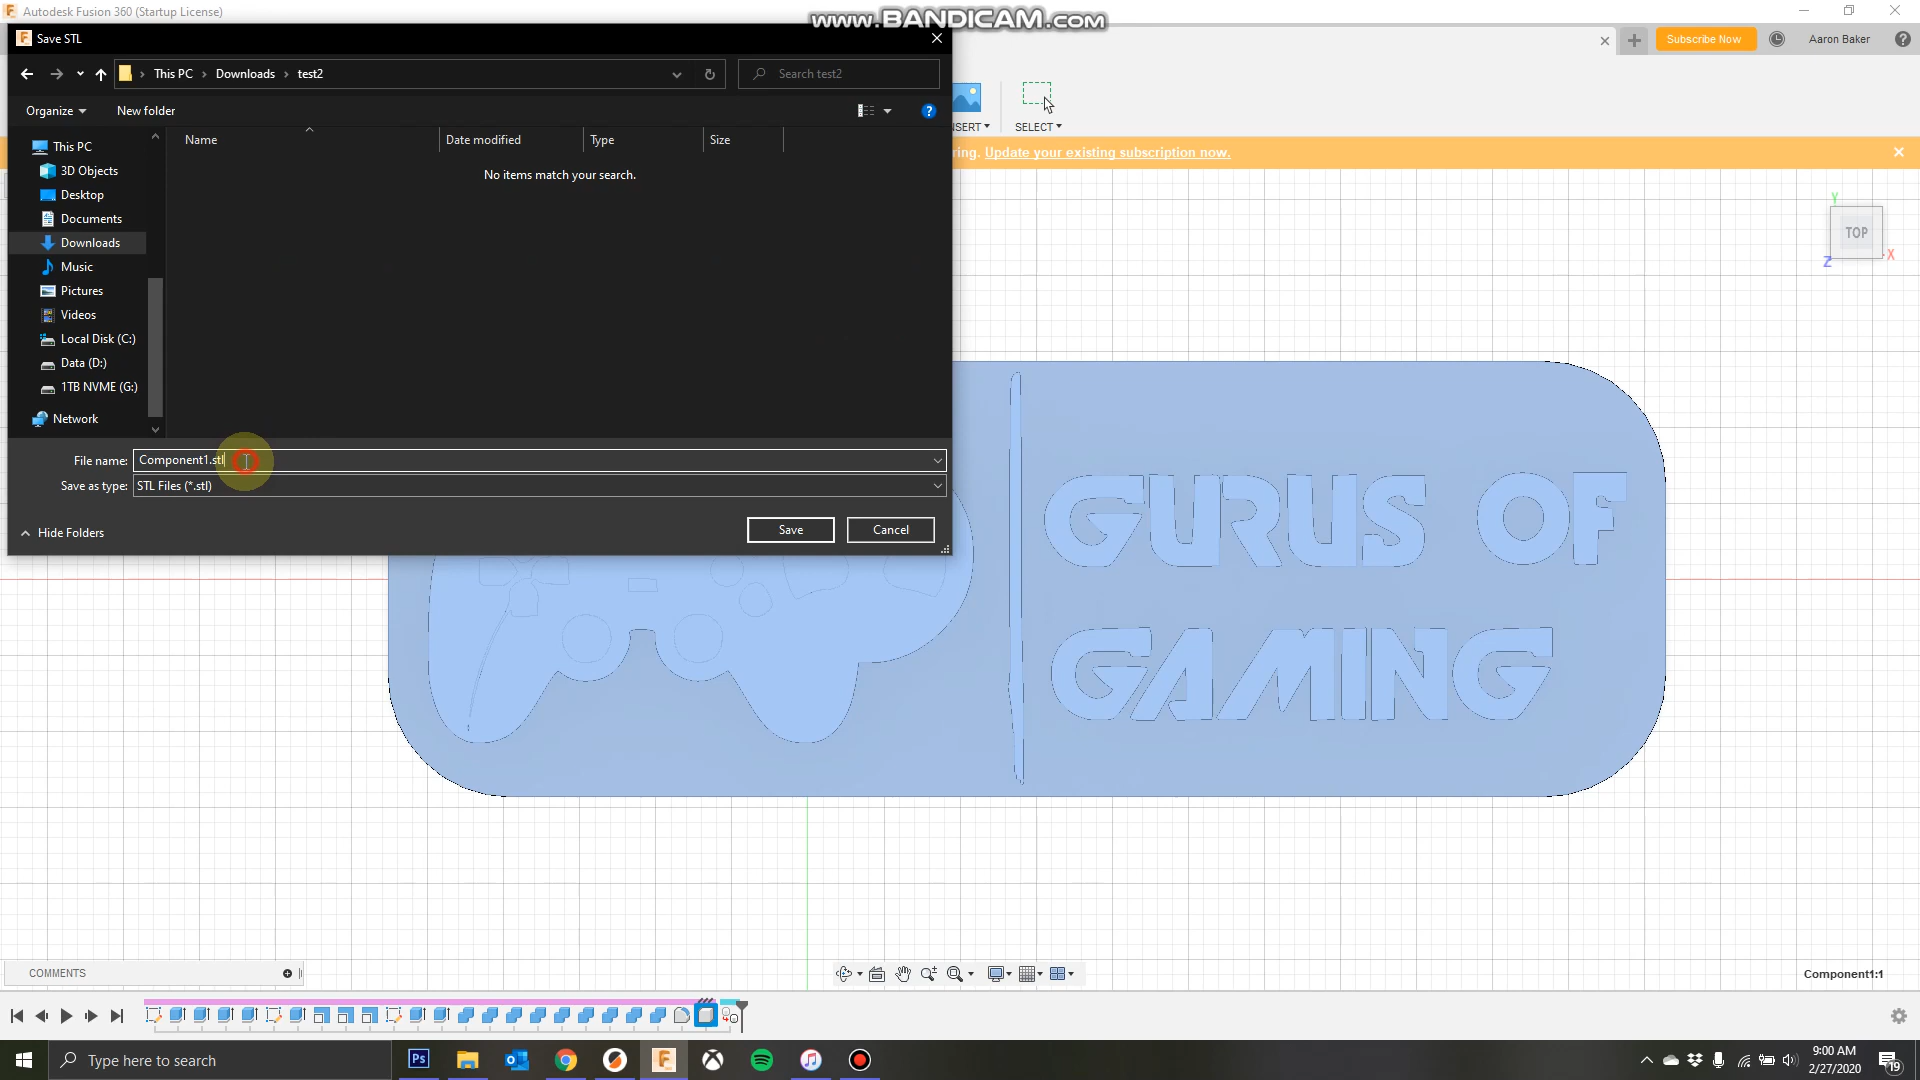 Autodesk Fusion 360 (Startup License)
www.BANDICAM.com
Save STL
Subscribe Now
Aaron Baker
This PC
Downloads
test2
Search test2
Organize
New folder
NSERT
SELECT
Name
Date modified
Type
Size
ring. Update your existing subscription now.
No items match your search.
This PC
3D Objects
Desktop
Documents
Downloads
Music
Pictures
Videos
Local Disk (C:)
Data (D:)
1TB NVME (G:)
Network
Y
TOP
X
Z
File name: Component1.stl
Save as type: STL Files (*.stl)
Save
Cancel
Hide Folders
GURUS OF
GAMING
COMMENTS
Component1:1
Type here to search
Ps
9:00 AM
2/27/2020
19